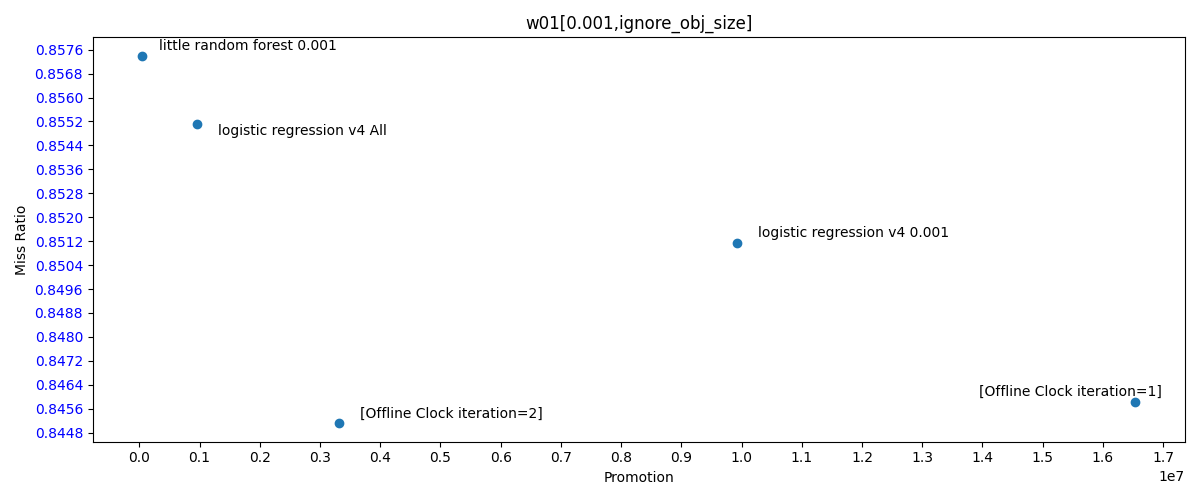 w01[0.001,ignore_obj_size]
0.8576
0.8568
0.8560
0.8552
0.8544
0.8536
0.8528
0.8520
0.8512
0.8504
0.8496
0.8488
0.8480
0.8472
0.8464
0.8456
0.8448
Miss Ratio
little random forest 0.001
logistic regression v4 All
logistic regression v4 0.001
[Offline Clock iteration=1]
[Offline Clock iteration=2]
0.0 0.1 0.2 0.3 0.4 0.5 0.6 0.7 0.8 0.9 1.0 1.1 1.2 1.3 1.4 1.5 1.6 1.7
1e7
Promotion